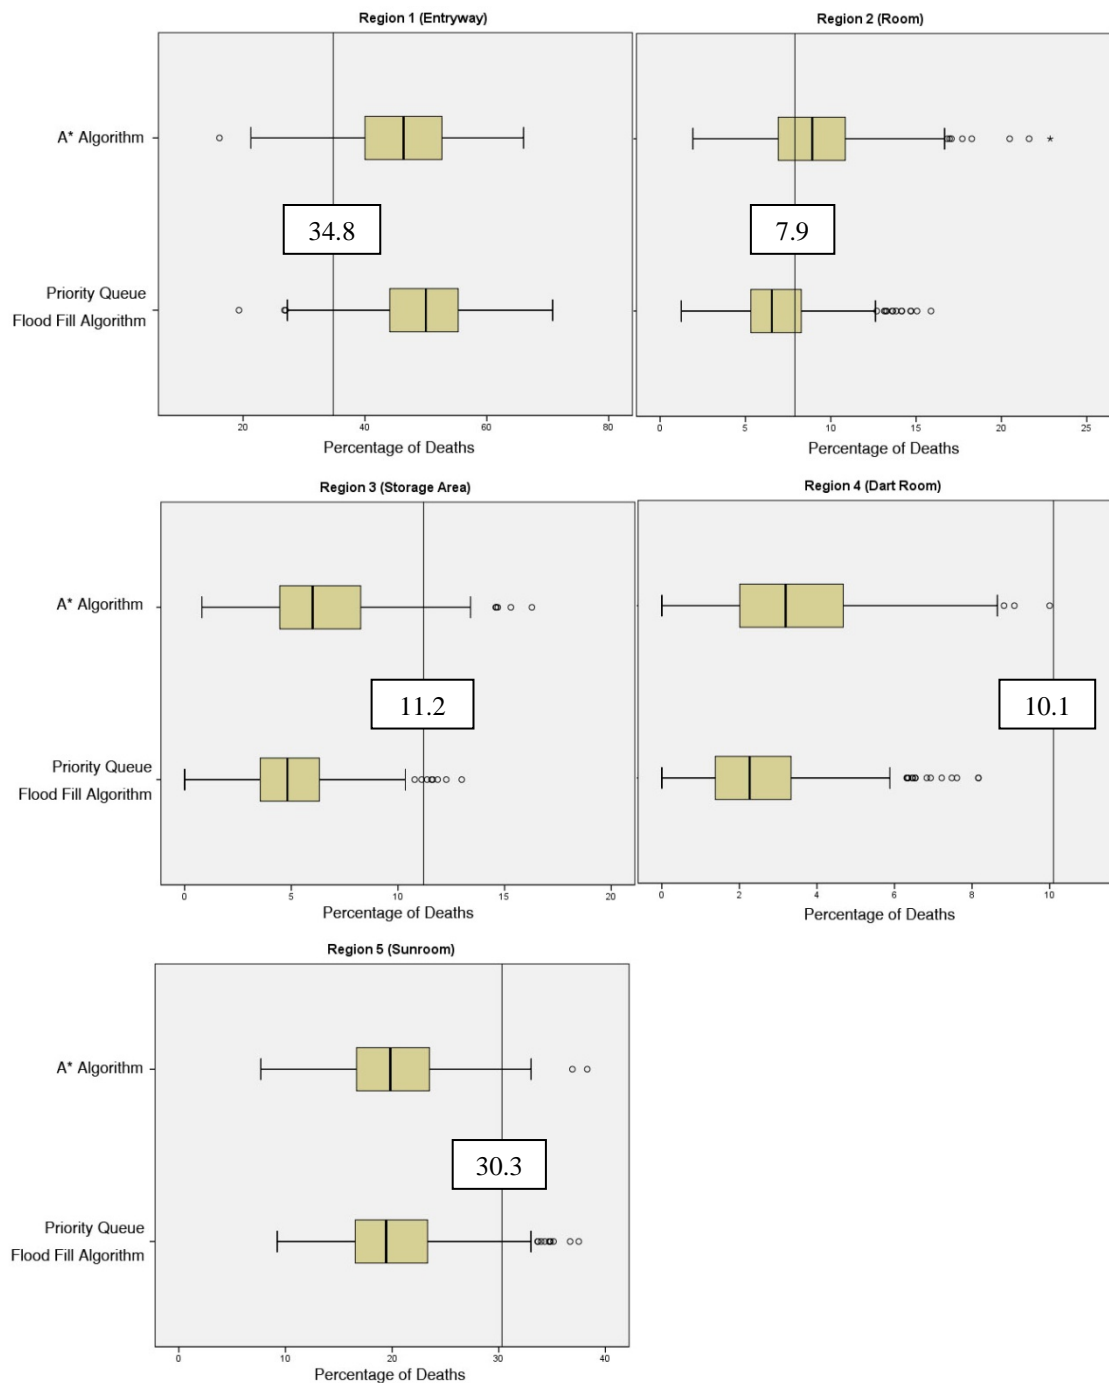 Region 1 (Entryway)
A* Algorithm
34.8
Priority Queue
Flood Fill Algorithm
20 40 60 80
Percentage of Deaths
Region 2 (Room)
7.9
0 5 10 15 20 25
Percentage of Deaths
Region 3 (Storage Area)
A* Algorithm
11.2
Priority Queue
Flood Fill Algorithm
0 5 10 15 20
Percentage of Deaths
Region 4 (Dart Room)
10.1
0 2 4 6 8 10
Percentage of Deaths
Region 5 (Sunroom)
A* Algorithm
30.3
Priority Queue
Flood Fill Algorithm
0 10 20 30 40
Percentage of Deaths